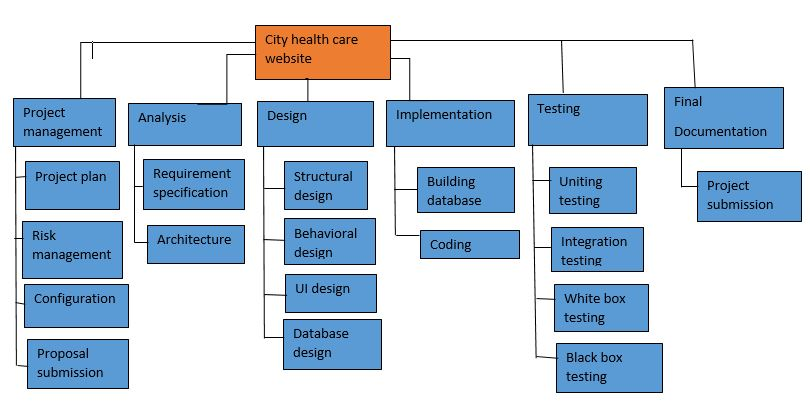 City health care
website
Project
management
Analysis
Design
Implementation
Testing
Final
Documentation
Project plan
Risk
management
Configuration
Proposal
submission
Requirement
specification
Architecture
Structural
design
Behavioral
design
UI design
Database
design
Building
database
Coding
Uniting
testing
Integration
testing
White box
testing
Black box
testing
Project
submission